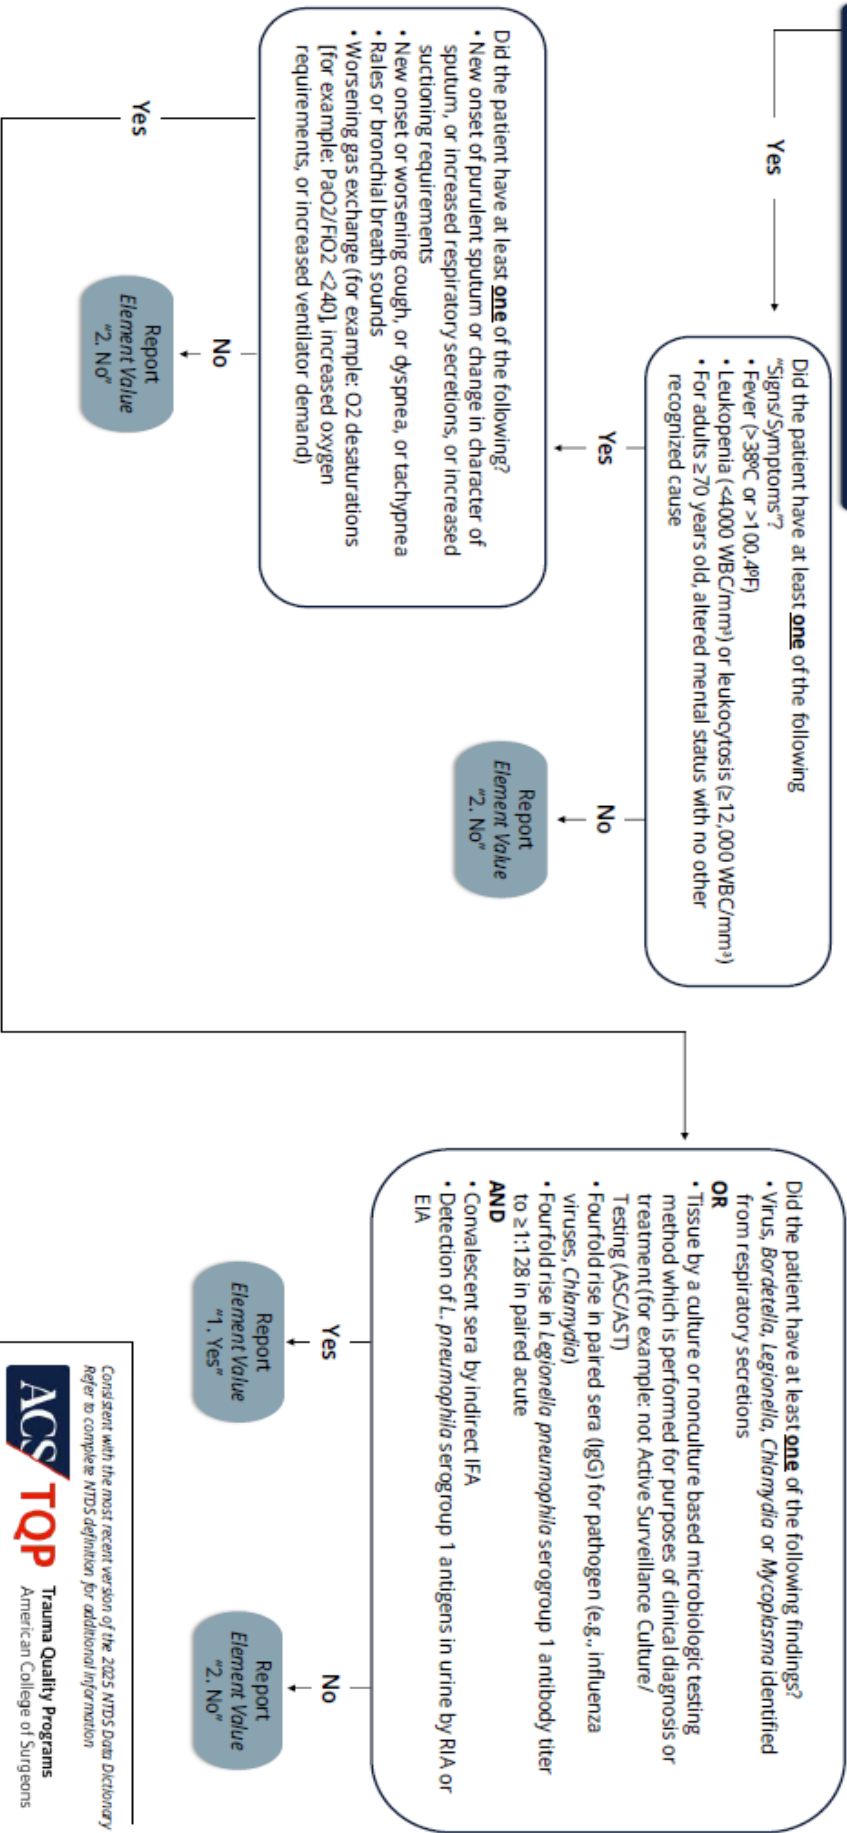 Yes
Did the patient have at least one of the following
"Signs/Symptoms"?
• Fever (>38ºC or >100.4ºF)
• Leukopenia (<4000 WBC/mm³) or leukocytosis (≥12,000 WBC/mm³)
• For adults ≥70 years old, altered mental status with no other
recognized cause
Yes
No
Report
Element Value
"2. No"
Did the patient have at least one of the following?
• New onset of purulent sputum or change in character of
sputum, or increased respiratory secretions, or increased
suctioning requirements
• New onset or worsening cough, or dyspnea, or tachypnea
• Rales or bronchial breath sounds
• Worsening gas exchange (for example: O2 desaturations
[for example: PaO2/FiO2 <240], increased oxygen
requirements, or increased ventilator demand)
Yes
No
Report
Element Value
"2. No"
Did the patient have at least one of the following findings?
• Virus, Bordetella, Legionella, Chlamydia or Mycoplasma identified
from respiratory secretions
OR
• Tissue by a culture or nonculture based microbiologic testing
method which is performed for purposes of clinical diagnosis or
treatment (for example: not Active Surveillance Culture/
Testing (ASC/AST)
• Fourfold rise in paired sera (IgG) for pathogen (e.g., influenza
viruses, Chlamydia)
• Fourfold rise in Legionella pneumophila serogroup 1 antibody titer
to ≥1:128 in paired acute
AND
• Convalescent sera by indirect IFA
• Detection of L. pneumophila serogroup 1 antigens in urine by RIA or
EIA
Yes
No
Report
Element Value
"1. Yes"
Report
Element Value
"2. No"
Consistent with the most recent version of the 2025 NTDS Data Dictionary
Refer to complete NTDS definition for additional information
ACS TQP
Trauma Quality Programs
American College of Surgeons